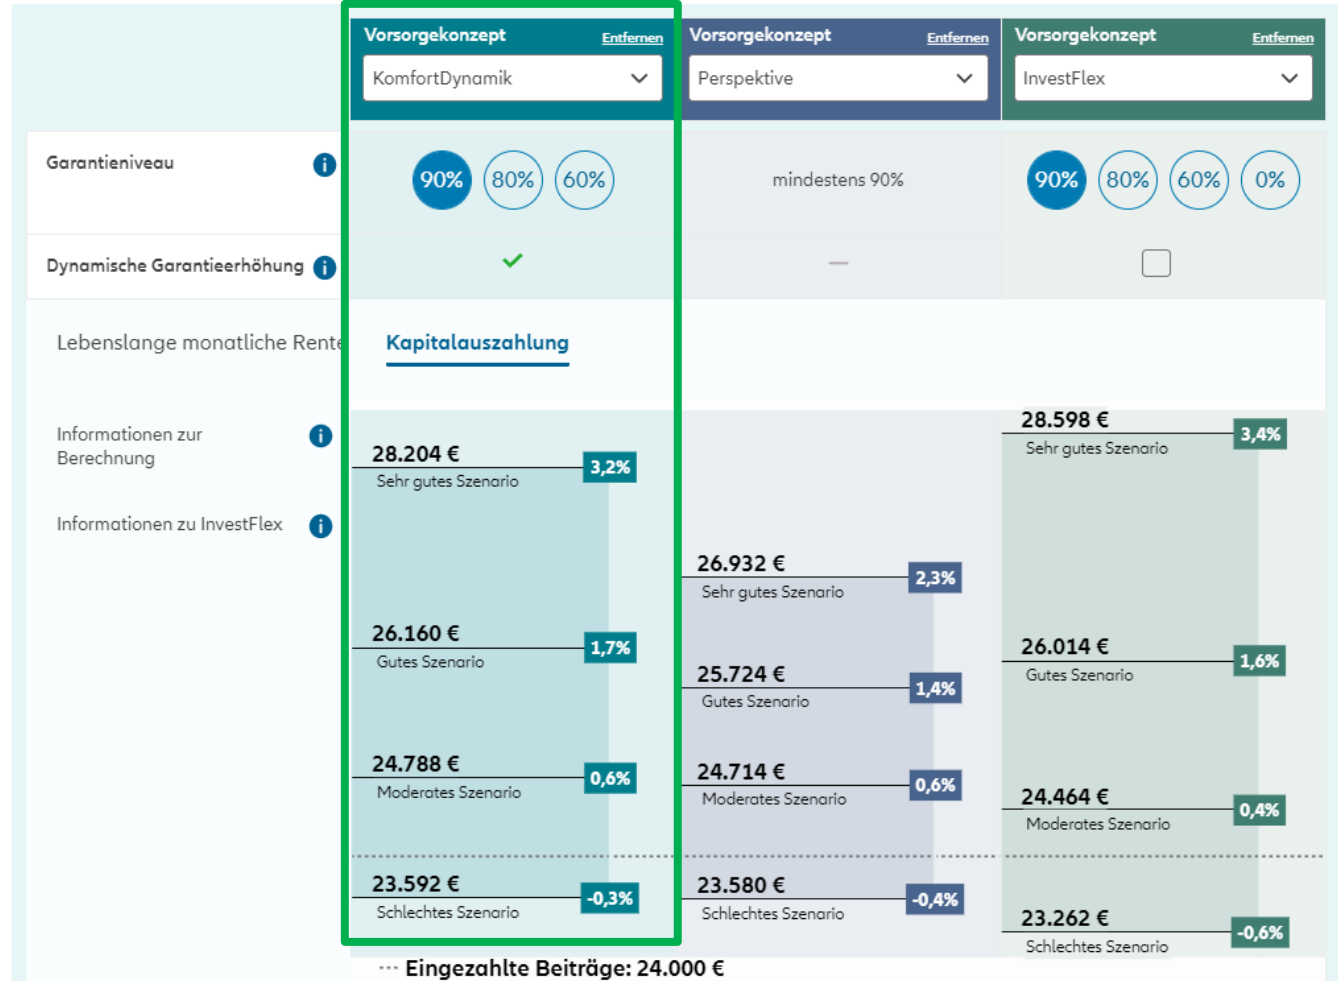 Vorsorgekonzept Entfernen
KomfortDynamik
Vorsorgekonzept Entfernen
Perspektive
Vorsorgekonzept Entfernen
InvestFlex
Garantieniveau i
90% 80% 60%
mindestens 90%
90% 80% 60% 0%
Dynamische Garantieerhöhung i
Lebenslange monatliche Rente
Kapitalauszahlung
Informationen zur
Berechnung
i
Informationen zu InvestFlex i
28.204 €
3,2%
Sehr gutes Szenario
26.160 €
1,7%
Gutes Szenario
24.788 €
0,6%
Moderates Szenario
23.592 €
-0,3%
Schlechtes Szenario
26.932 €
2,3%
Sehr gutes Szenario
25.724 €
1,4%
Gutes Szenario
24.714 €
0,6%
Moderates Szenario
23.580 €
-0,4%
Schlechtes Szenario
28.598 €
3,4%
Sehr gutes Szenario
26.014 €
1,6%
Gutes Szenario
24.464 €
0,4%
Moderates Szenario
23.262 €
-0,6%
Schlechtes Szenario
··· Eingezahlte Beiträge: 24.000 €